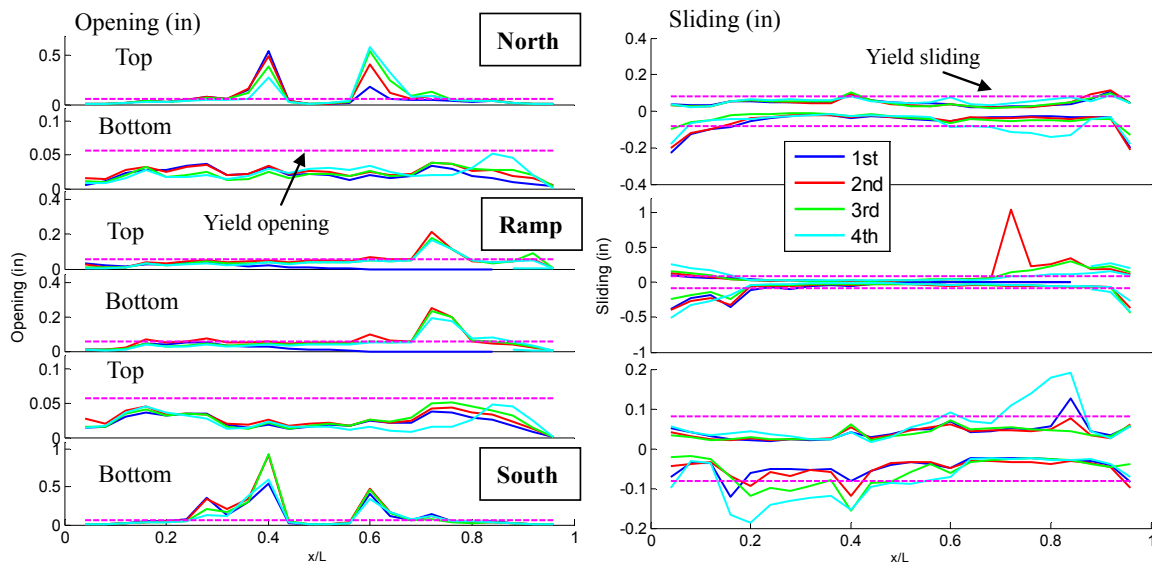 Opening (in)
North
Top
0.5
0
0.1
Bottom
0.05
0
Yield opening
0.4
Top
Ramp
0.2
0
0.4
Bottom
0.2
0
0.1
Top
0.05
0
1
Bottom
South
0.5
0
0 0.2 0.4 0.6 0.8 1
x/L
Opening (in)
Sliding (in)
0.4
0.2
0
-0.2
-0.4
Yield sliding
1st
2nd
3rd
4th
1
0.5
0
-0.5
-1
Sliding (in)
0.2
0.1
0
-0.1
0.2
0 0.2 0.4 0.6 0.8 1
x/L